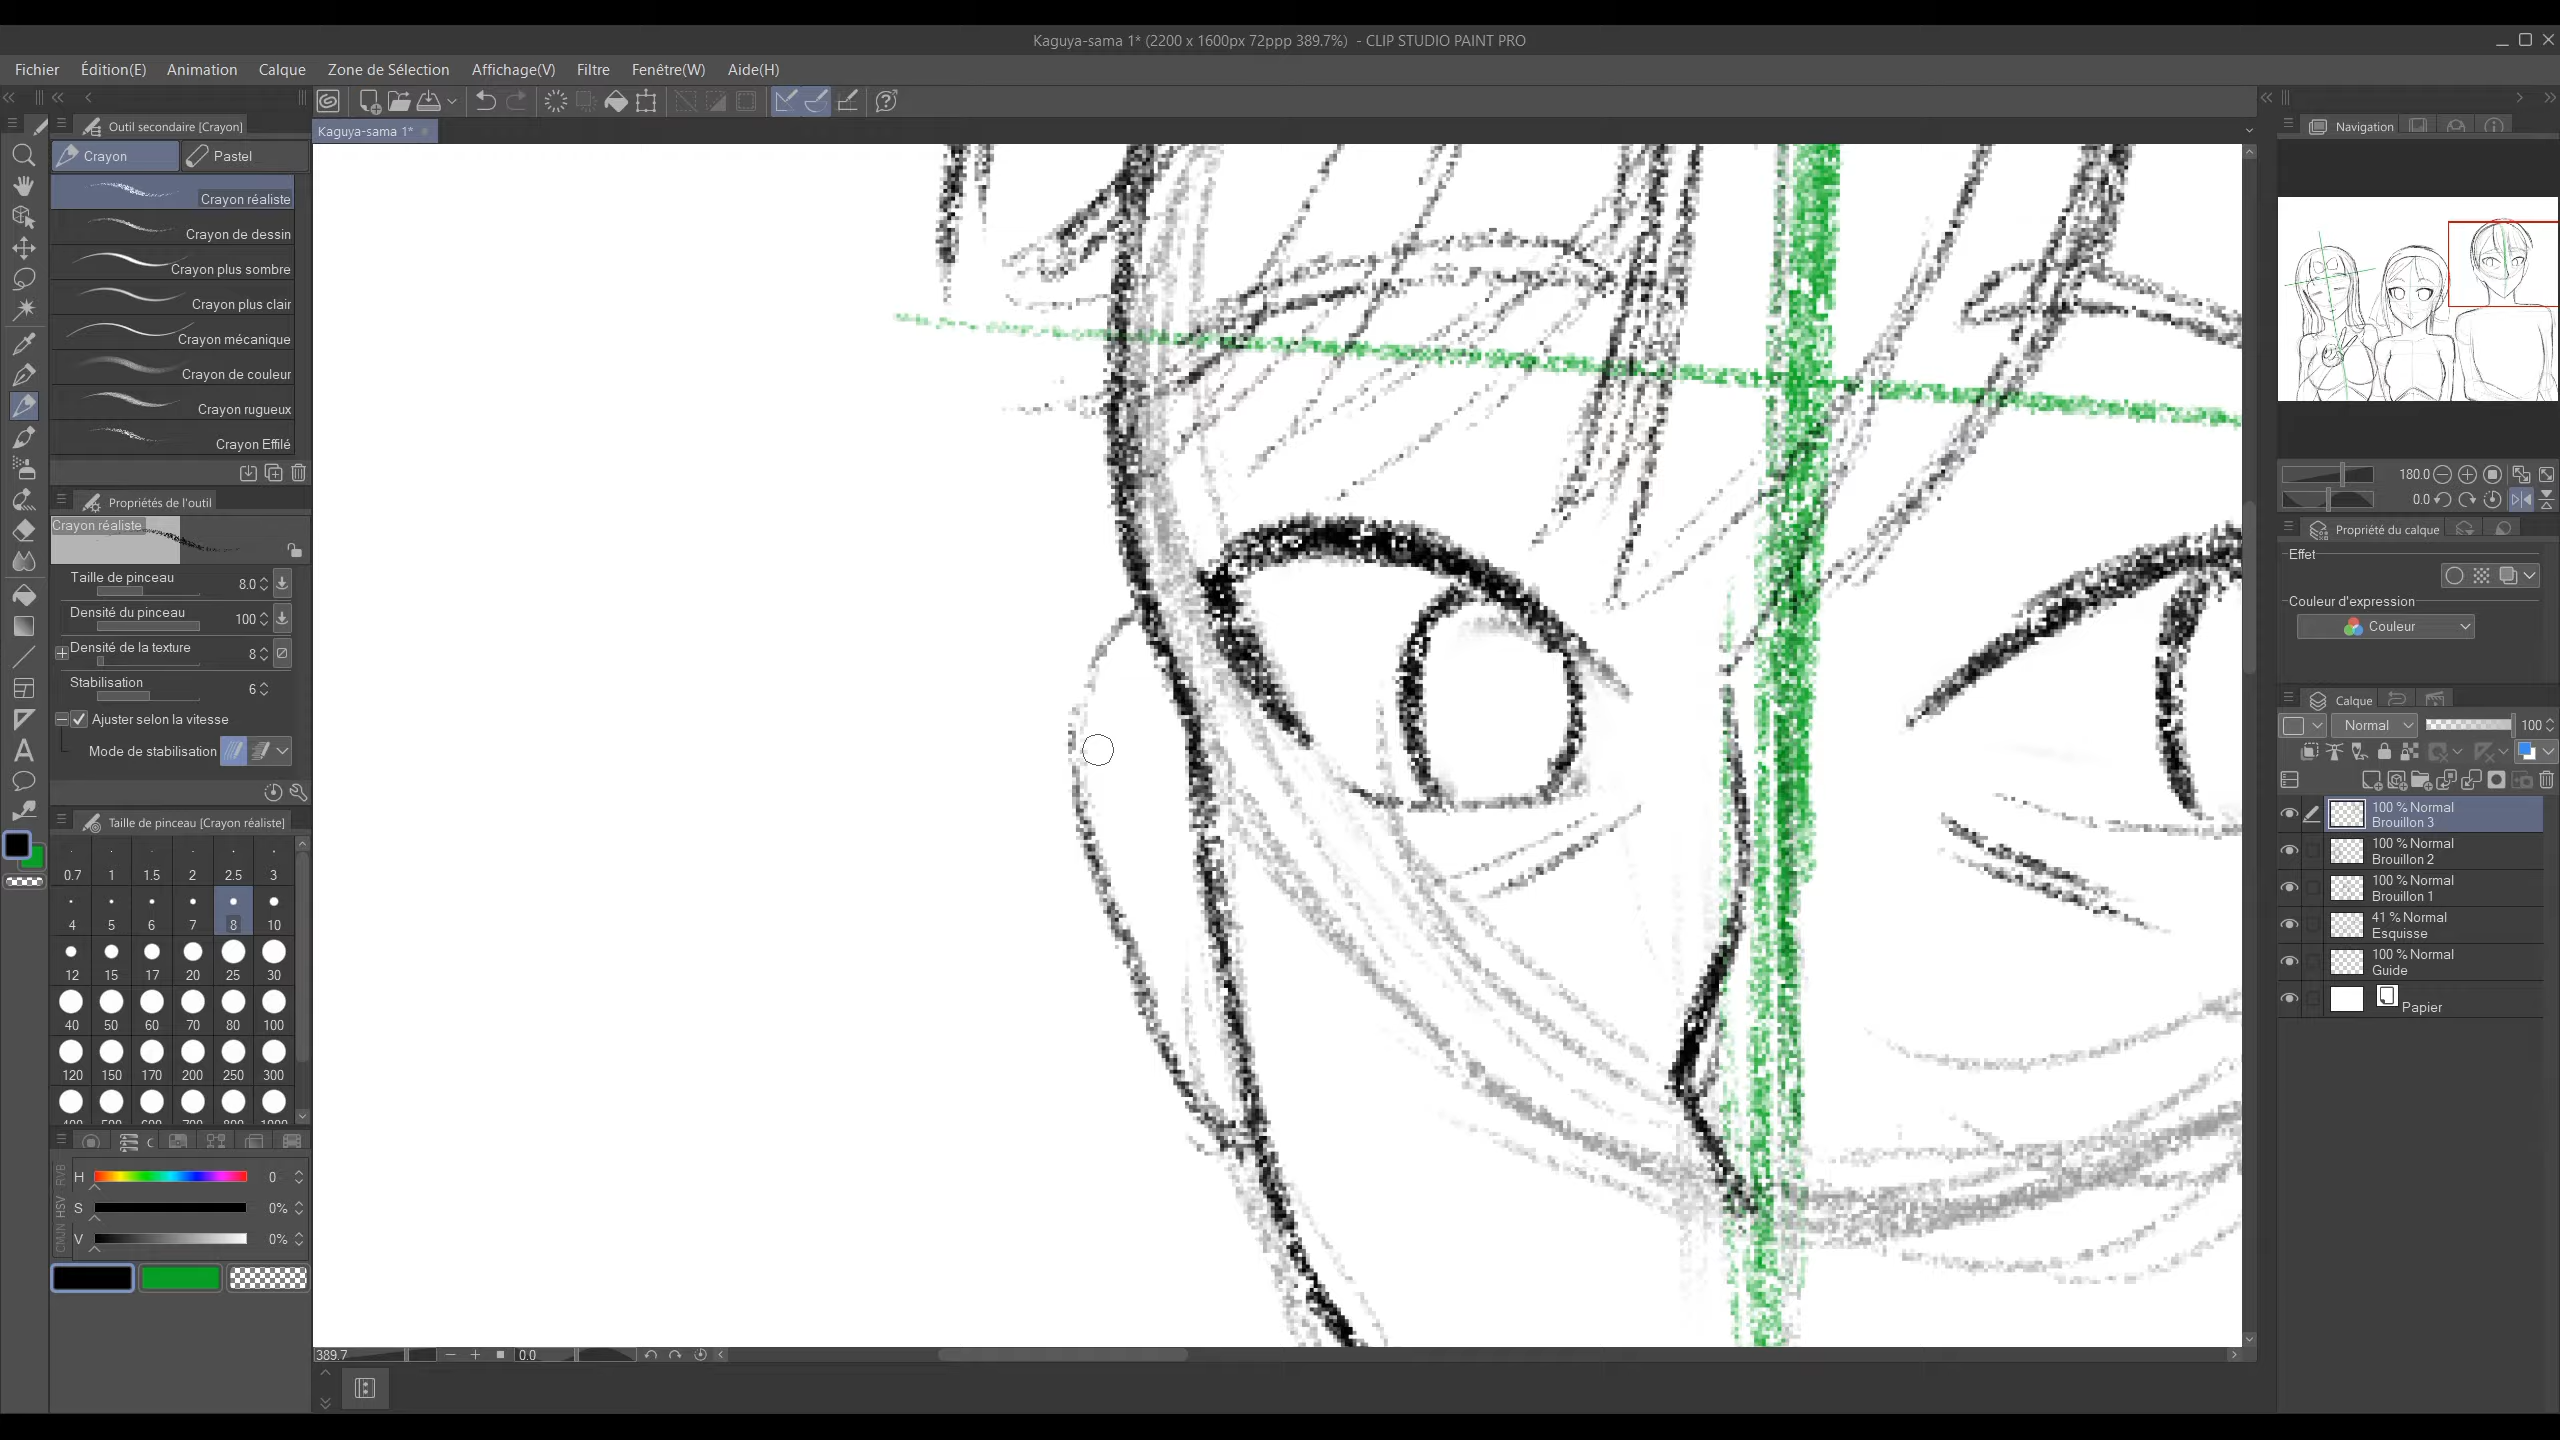 Kaguya-sama 1* (2200 x 1600px 72ppp 389.7%) - CLIP STUDIO PAINT PRO
Fichier Édition(E) Animation Calque Zone de Sélection Affichage(V) Filtre Fenêtre(W) Aide(H)
Outil secondaire [Crayon]
Kaguya-sama 1*
Crayon Pastel
Crayon réaliste
Crayon de dessin
Crayon plus sombre
Crayon plus clair
Crayon mécanique
Crayon de couleur
Crayon rugueux
Crayon Effilé
Propriétés de l'outil
Crayon réaliste
Taille de pinceau 8.0
Densité du pinceau 100
Densité de la texture 8
Stabilisation 6
Ajuster selon la vitesse
Mode de stabilisation
Taille de pinceau [Crayon réaliste]
0.7 1 1.5 2 2.5 3
4 5 6 7 8 10
12 15 17 20 25 30
40 50 60 70 80 100
120 150 170 200 250 300
RVB
HSV
CMJN
H 0
S 0%
V 0%
389.7 0.0
Navigation
180.0
0.0
Propriété du calque
Effet
Couleur d'expression
Couleur
Calque
Normal 100
100 % Normal
Brouillon 3
100 % Normal
Brouillon 2
100 % Normal
Brouillon 1
41 % Normal
Esquisse
100 % Normal
Guide
Papier